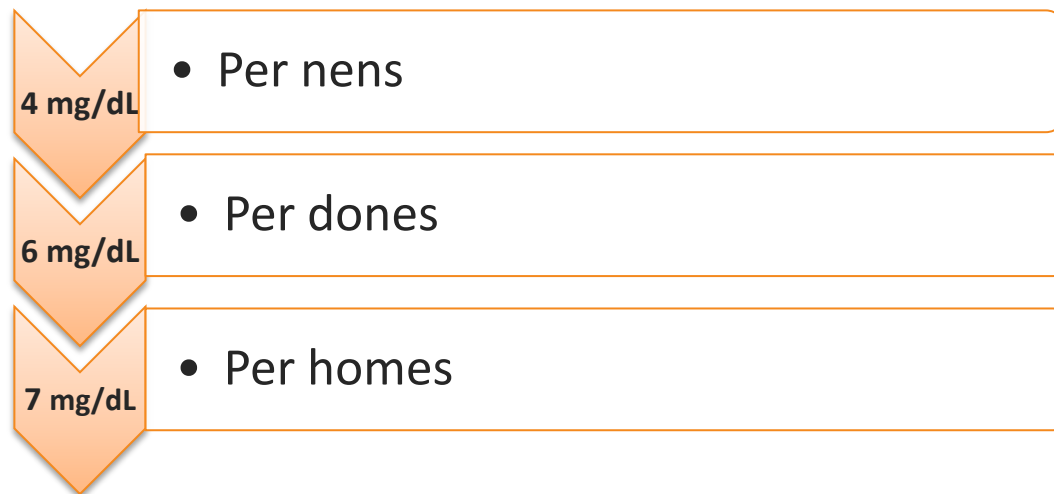 4 mg/dL
• Per nens
6 mg/dL
• Per dones
7 mg/dL
• Per homes